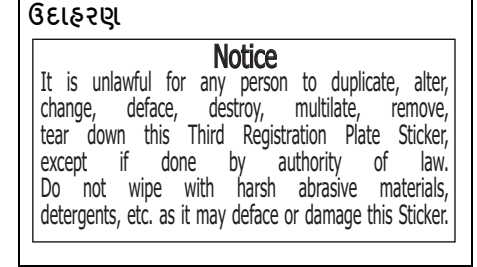 ઉદાહરણ
Notice
It is unlawful for any person to duplicate, alter,
change, deface, destroy, multilate, remove,
tear down this Third Registration Plate Sticker,
except if done by authority of law.
Do not wipe with harsh abrasive materials,
detergents, etc. as it may deface or damage this Sticker.